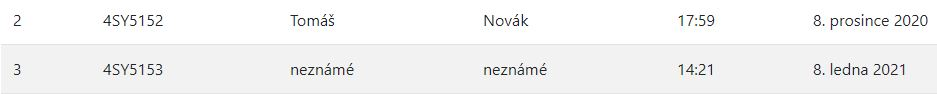 2 4SY5152 Tomáš Novák 17:59 8. prosince 2020
3 4SY5153 neznámé neznámé 14:21 8. ledna 2021